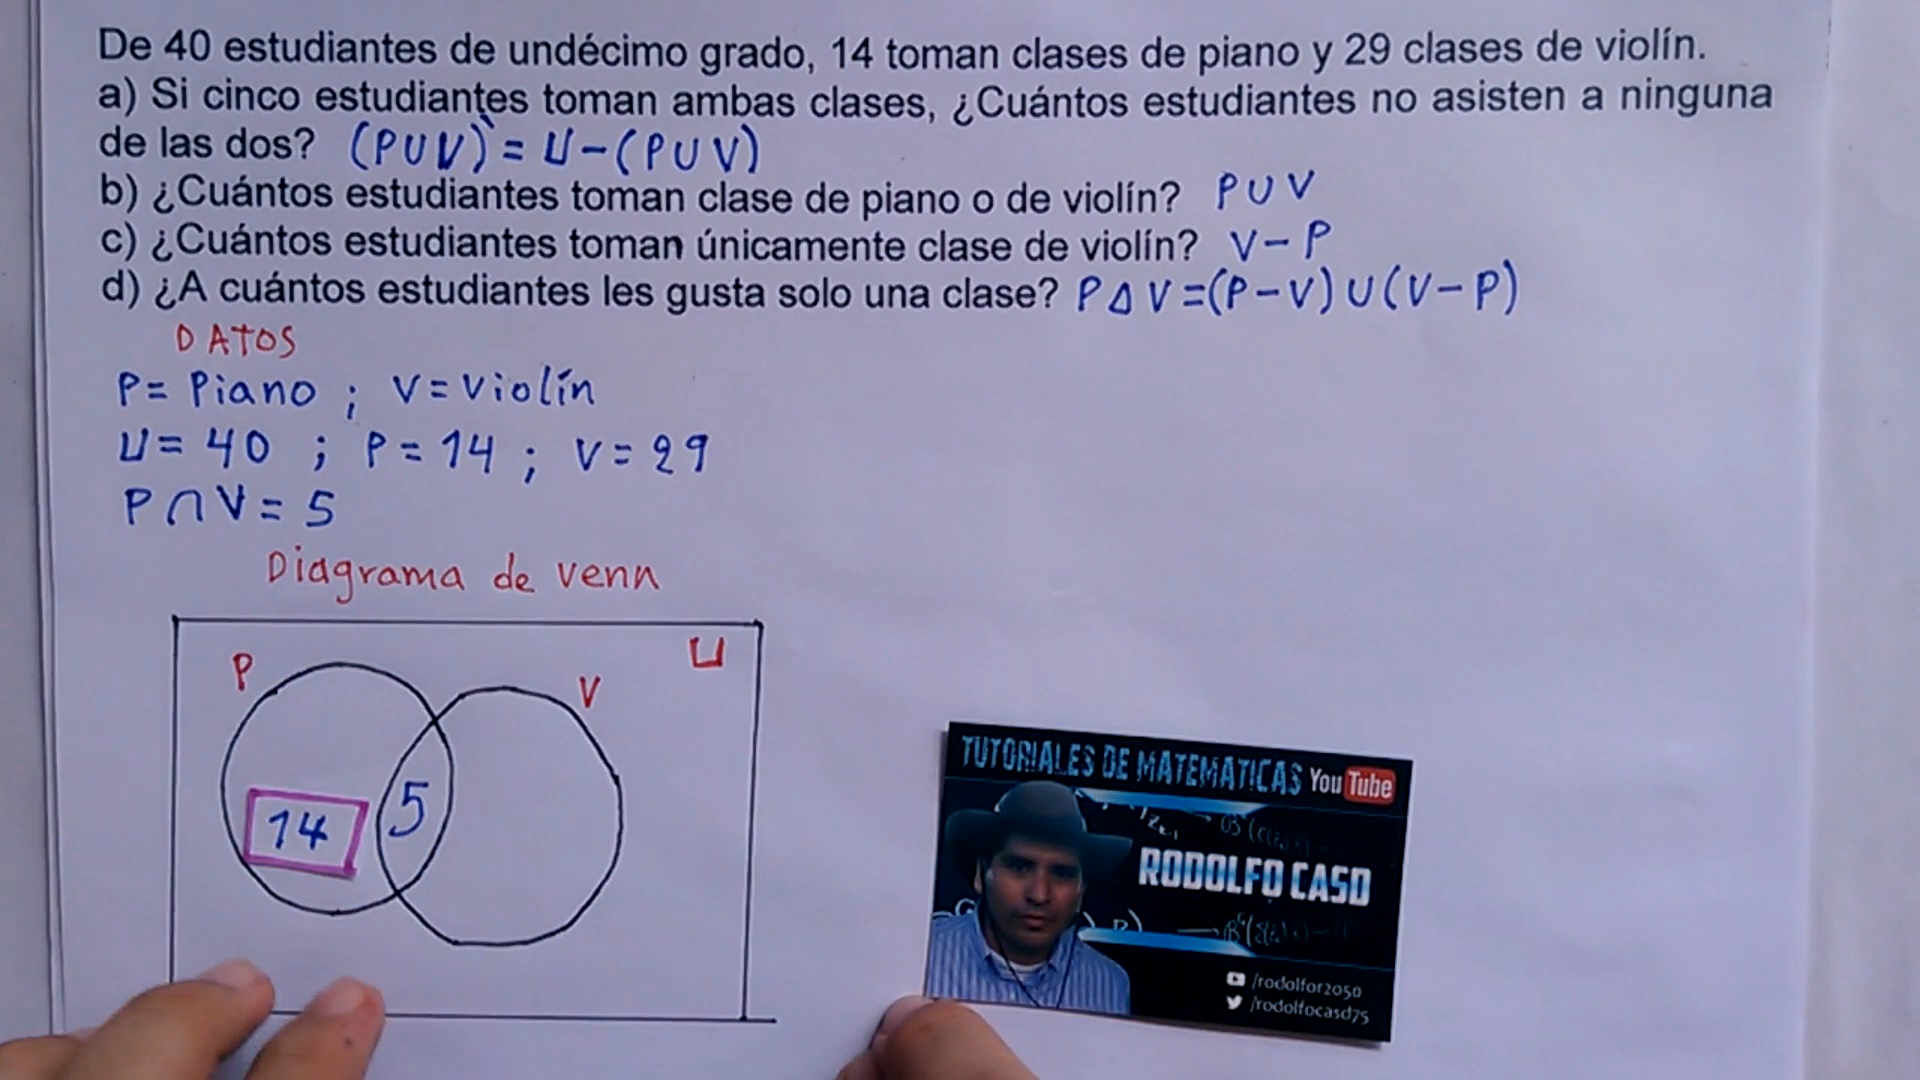 De 40 estudiantes de undécimo grado, 14 toman clases de piano y 29 clases de violín.
a) Si cinco estudiantes toman ambas clases, ¿Cuántos estudiantes no asisten a ninguna
de las dos? (P∪V)' = U-(P∪V)
b) ¿Cuántos estudiantes toman clase de piano o de violín? P∪V
c) ¿Cuántos estudiantes toman únicamente clase de violín? V-P
d) ¿A cuántos estudiantes les gusta solo una clase? PΔV=(P-V)∪(V-P)
DATOS
P= Piano ; V=Violín
U= 40 ; P=14 ; V=29
P∩V=5
Diagrama de venn
P
V
U
14
5
TUTORIALES DE MATEMATICAS YouTube
RODOLFO CASO
/rodolfor2050
/rodolfocasd75